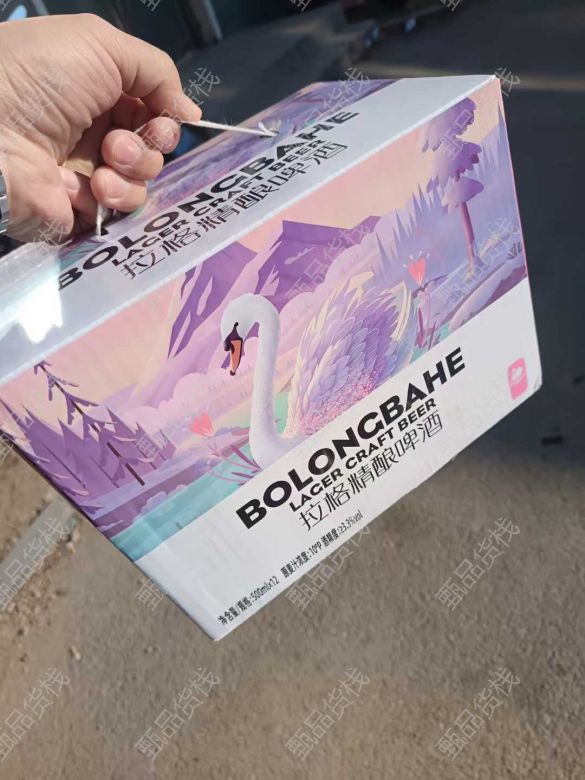 BOLONGBAHE
LAGER CRAFT BEER
拉格精酿啤酒
BOLONGBAHE
LAGER CRAFT BEER
拉格精酿啤酒
净含量/规格:500ml×12 原麦汁浓度:10°P 酒精度:≥3.3%vol
甄品货栈